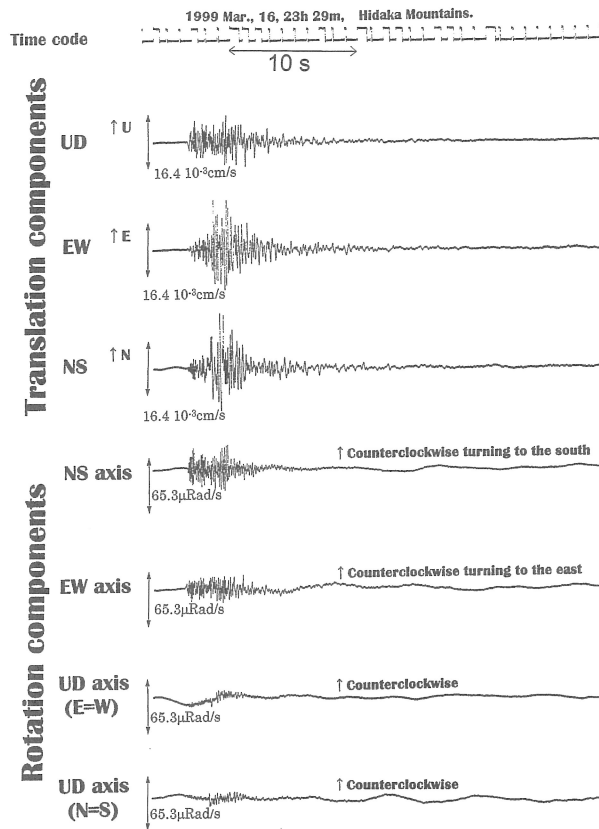 1999 Mar., 16, 23h 29m, Hidaka Mountains.
Time code
10 s
Translation components
UD
↑ U
16.4 10-³cm/s
EW
↑ E
16.4 10-³cm/s
NS
↑ N
16.4 10-³cm/s
Rotation components
NS axis
↑ Counterclockwise turning to the south
65.3μRad/s
EW axis
↑ Counterclockwise turning to the east
65.3μRad/s
UD axis
(E=W)
↑ Counterclockwise
65.3μRad/s
UD axis
(N=S)
↑ Counterclockwise
65.3μRad/s